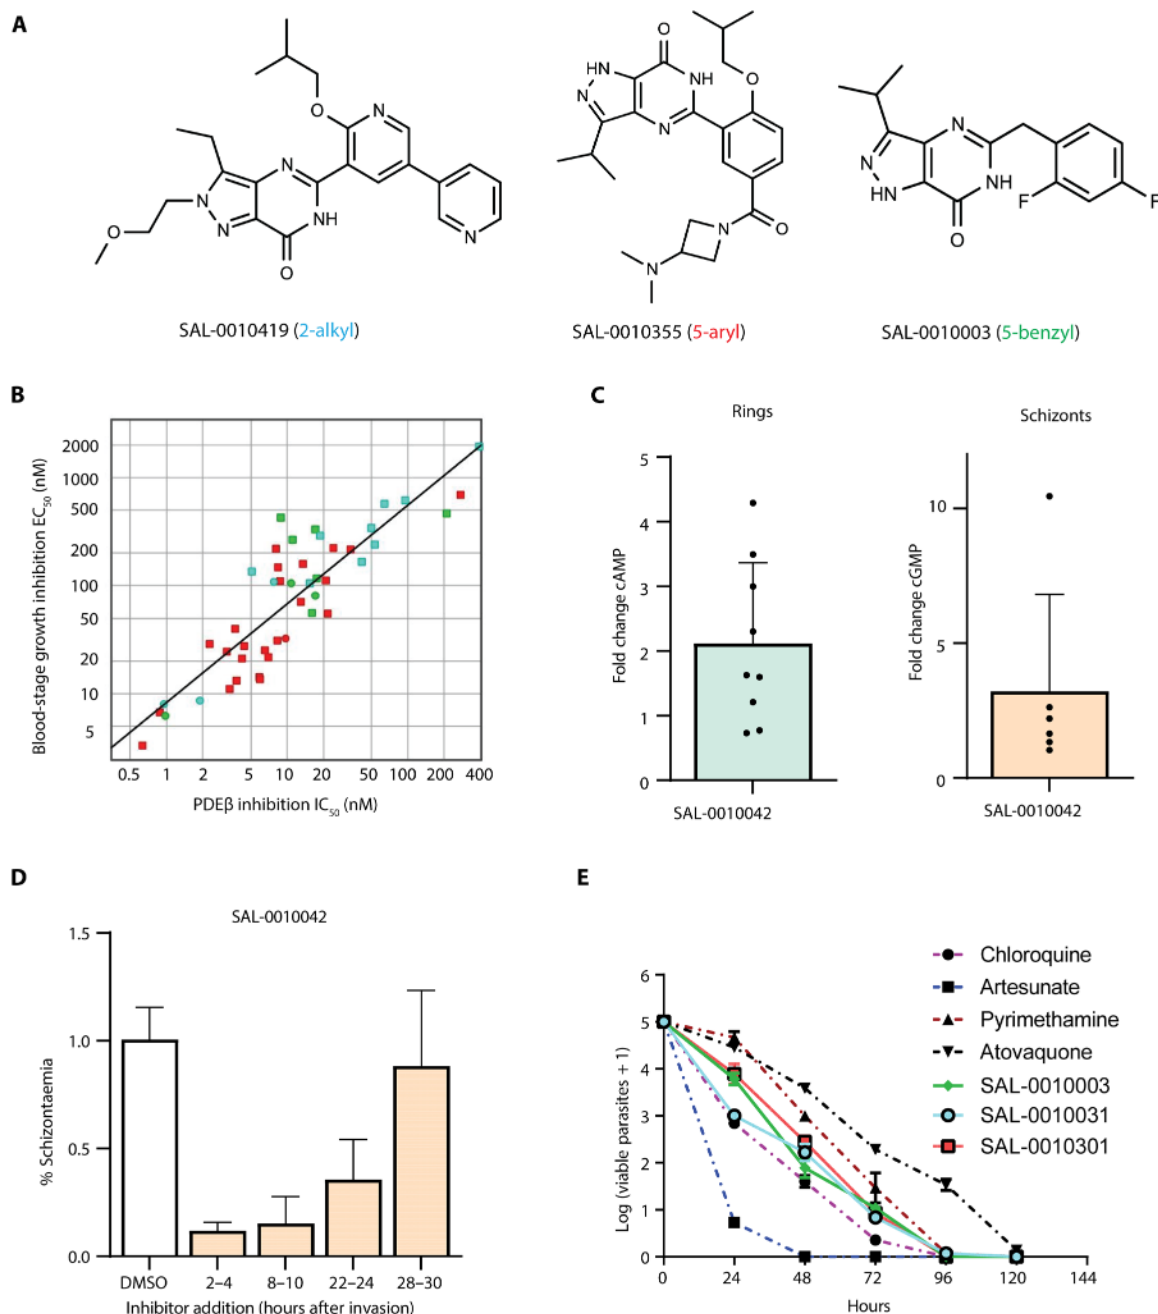 A
O
N
N
N
N
N
NH
O
O
N
SAL-0010419 (2-alkyl)
O
HN
N
NH
N
O
N
O
N
SAL-0010355 (5-aryl)
N
N
HN
NH
O
F
F
SAL-0010003 (5-benzyl)
B
Blood-stage growth inhibition EC50 (nM)
2000
1000
500
200
100
50
20
10
5
0.5 1 2 5 10 20 50 100 200 400
PDEβ inhibition IC50 (nM)
C
Rings
Fold change cAMP
5
4
3
2
1
0
SAL-0010042
Schizonts
Fold change cGMP
10
5
0
SAL-0010042
D
SAL-0010042
% Schizontaemia
1.5
1.0
0.5
0.0
DMSO 2–4 8–10 22–24 28–30
Inhibitor addition (hours after invasion)
E
Chloroquine
Artesunate
Pyrimethamine
Atovaquone
SAL-0010003
SAL-0010031
SAL-0010301
Log (viable parasites + 1)
6
5
4
3
2
1
0
0 24 48 72 96 120 144
Hours